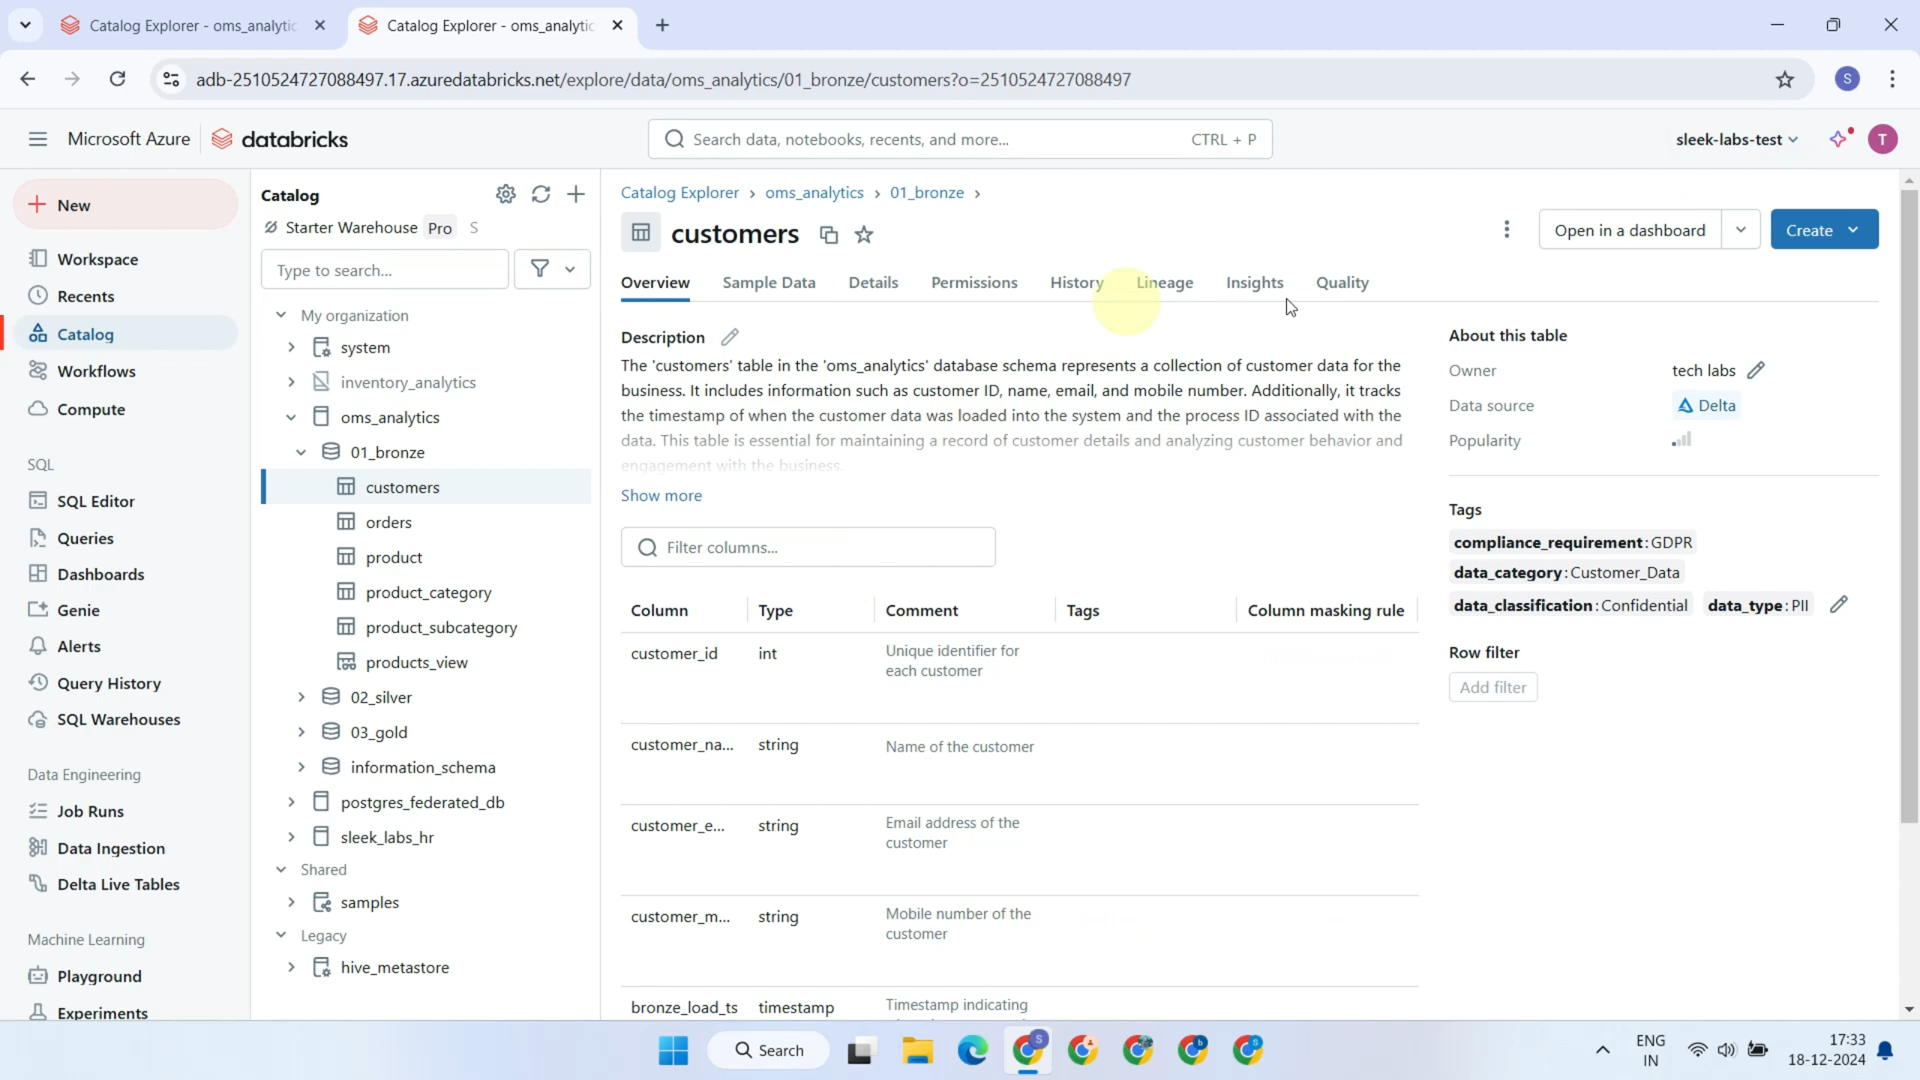 Catalog Explorer - oms_analytic
Catalog Explorer - oms_analytic
adb-2510524727088497.17.azuredatabricks.net/explore/data/oms_analytics/01_bronze/customers?o=2510524727088497
S
Microsoft Azure
databricks
Search data, notebooks, recents, and more...
CTRL + P
sleek-labs-test
T
New
Workspace
Recents
Catalog
Workflows
Compute
SQL
SQL Editor
Queries
Dashboards
Genie
Alerts
Query History
SQL Warehouses
Data Engineering
Job Runs
Data Ingestion
Delta Live Tables
Machine Learning
Playground
Experiments
Catalog
Starter Warehouse Pro S
Type to search...
My organization
system
inventory_analytics
oms_analytics
01_bronze
customers
orders
product
product_category
product_subcategory
products_view
02_silver
03_gold
information_schema
postgres_federated_db
sleek_labs_hr
Shared
samples
Legacy
hive_metastore
Catalog Explorer > oms_analytics > 01_bronze >
customers
Open in a dashboard
Create
Overview Sample Data Details Permissions History Lineage Insights Quality
Description
The 'customers' table in the 'oms_analytics' database schema represents a collection of customer data for the
business. It includes information such as customer ID, name, email, and mobile number. Additionally, it tracks
the timestamp of when the customer data was loaded into the system and the process ID associated with the
data. This table is essential for maintaining a record of customer details and analyzing customer behavior and
engagement with the business.
Show more
Filter columns...
Column Type Comment Tags Column masking rule
customer_id int Unique identifier for
each customer
customer_na... string Name of the customer
customer_e... string Email address of the
customer
customer_m... string Mobile number of the
customer
bronze_load_ts timestamp Timestamp indicating
About this table
Owner tech labs
Data source Delta
Popularity
Tags
compliance_requirement : GDPR
data_category : Customer_Data
data_classification : Confidential data_type : PII
Row filter
Add filter
Search
ENG
IN
17:33
18-12-2024